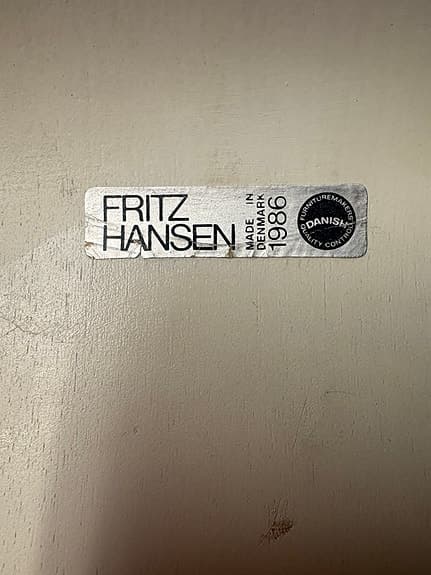 FRITZ
HANSEN
MADE IN
DENMARK
1986
FURNITUREMAKERS
DANISH
QUALITY CONTROL